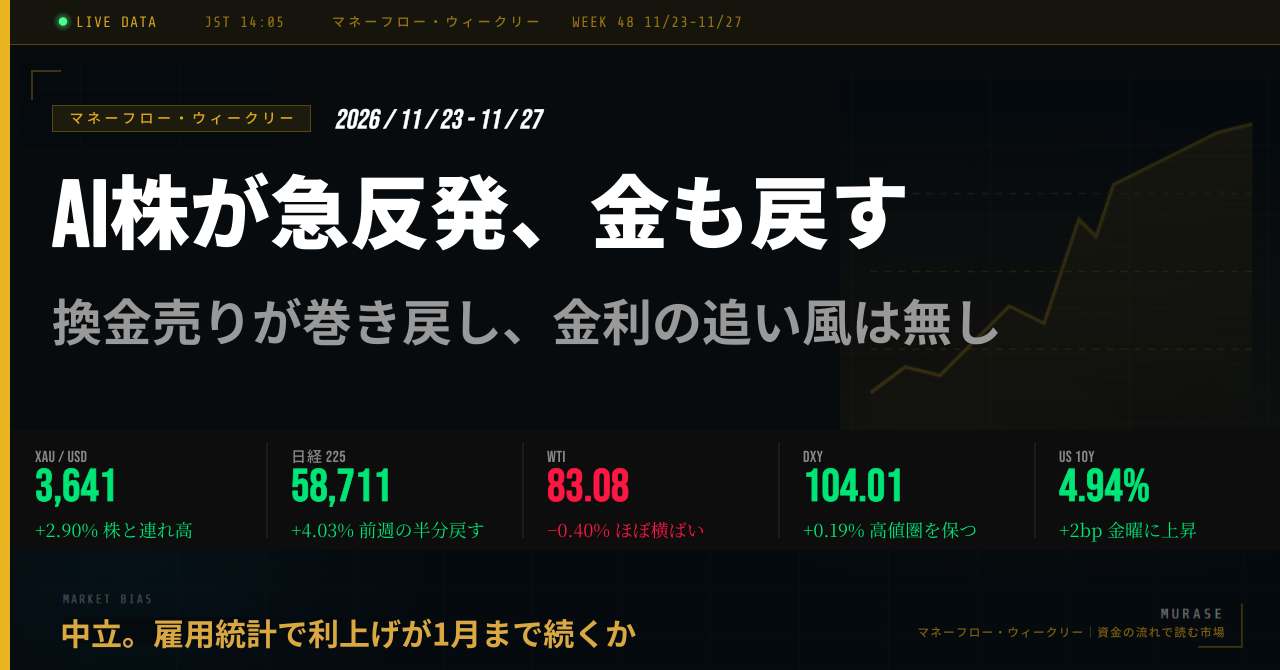 LIVE DATA JST 14:05 マネーフロー・ウィークリー WEEK 48 11/23-11/27
マネーフロー・ウィークリー 2026 / 11 / 23 - 11 / 27
AI株が急反発、金も戻す
換金売りが巻き戻し、金利の追い風は無し
XAU / USD
3,641
+2.90% 株と連れ高
日経 225
58,711
+4.03% 前週の半分戻す
WTI
83.08
−0.40% ほぼ横ばい
DXY
104.01
+0.19% 高値圏を保つ
US 10Y
4.94%
+2bp 金曜に上昇
MARKET BIAS
中立。雇用統計で利上げが1月まで続くか
MURASE
マネーフロー・ウィークリー｜資金の流れで読む市場